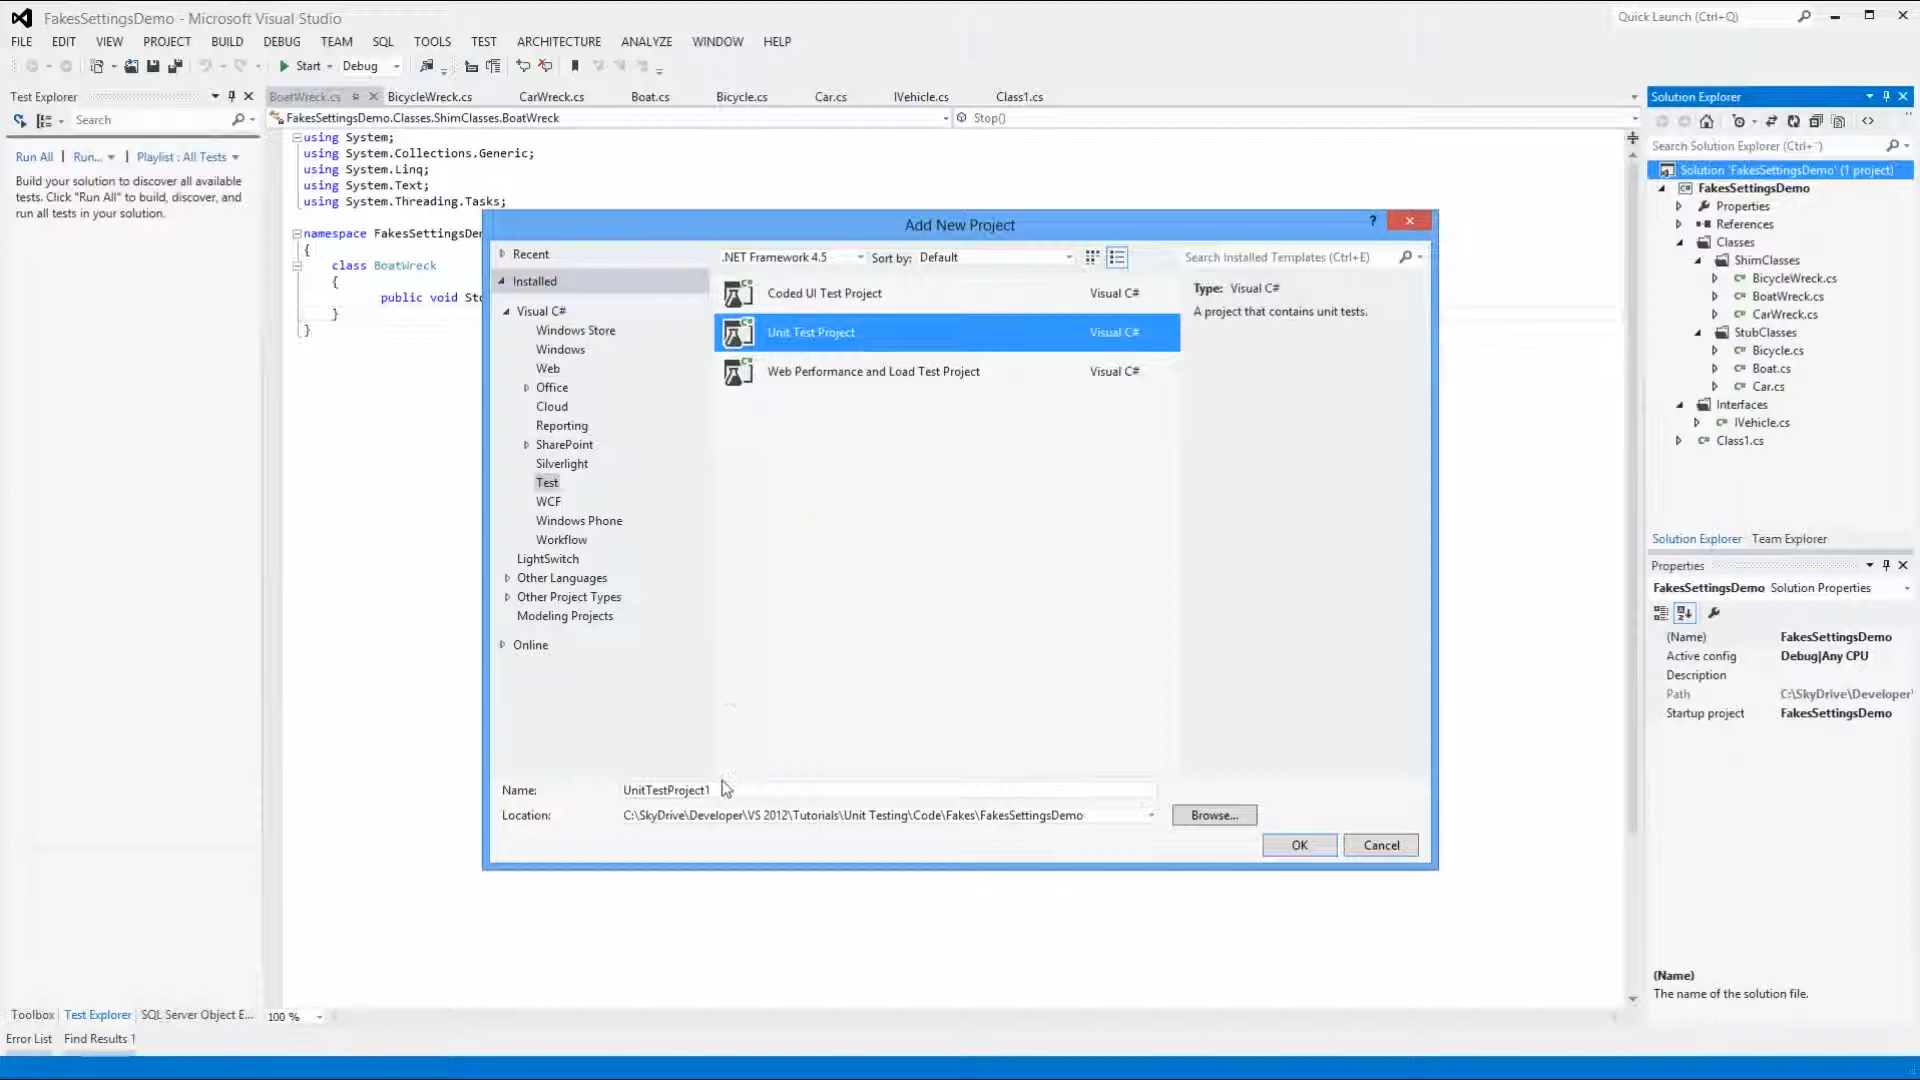 FakesSettingsDemo - Microsoft Visual Studio
Quick Launch (Ctrl+Q)
FILE EDIT VIEW PROJECT BUILD DEBUG TEAM SQL TOOLS TEST ARCHITECTURE ANALYZE WINDOW HELP
Start Debug
Test Explorer
Search
Run All | Run... | Playlist : All Tests
Build your solution to discover all available
tests. Click "Run All" to build, discover, and
run all tests in your solution.
BoatWreck.cs BicycleWreck.cs CarWreck.cs Boat.cs Bicycle.cs Car.cs IVehicle.cs Class1.cs
FakesSettingsDemo.Classes.ShimClasses.BoatWreck
Stop()
using System;
using System.Collections.Generic;
using System.Linq;
using System.Text;
using System.Threading.Tasks;
namespace FakesSettingsDe
{
class BoatWreck
{
public void Sto
}
}
Add New Project
?
Recent
Installed
Visual C#
Windows Store
Windows
Web
Office
Cloud
Reporting
SharePoint
Silverlight
Test
WCF
Windows Phone
Workflow
LightSwitch
Other Languages
Other Project Types
Modeling Projects
Online
.NET Framework 4.5 Sort by: Default
Search Installed Templates (Ctrl+E)
Coded UI Test Project Visual C#
Unit Test Project Visual C#
Web Performance and Load Test Project Visual C#
Type: Visual C#
A project that contains unit tests.
Name: UnitTestProject1
Location: C:\SkyDrive\Developer\VS 2012\Tutorials\Unit Testing\Code\Fakes\FakesSettingsDemo
Browse...
OK Cancel
Solution Explorer
Search Solution Explorer (Ctrl+¨)
Solution 'FakesSettingsDemo' (1 project)
FakesSettingsDemo
Properties
References
Classes
ShimClasses
BicycleWreck.cs
BoatWreck.cs
CarWreck.cs
StubClasses
Bicycle.cs
Boat.cs
Car.cs
Interfaces
IVehicle.cs
Class1.cs
Solution Explorer Team Explorer
Properties
FakesSettingsDemo Solution Properties
(Name) FakesSettingsDemo
Active config Debug|Any CPU
Description
Path C:\SkyDrive\Developer\
Startup project FakesSettingsDemo
(Name)
The name of the solution file.
Toolbox Test Explorer SQL Server Object E...
100 %
Error List Find Results 1